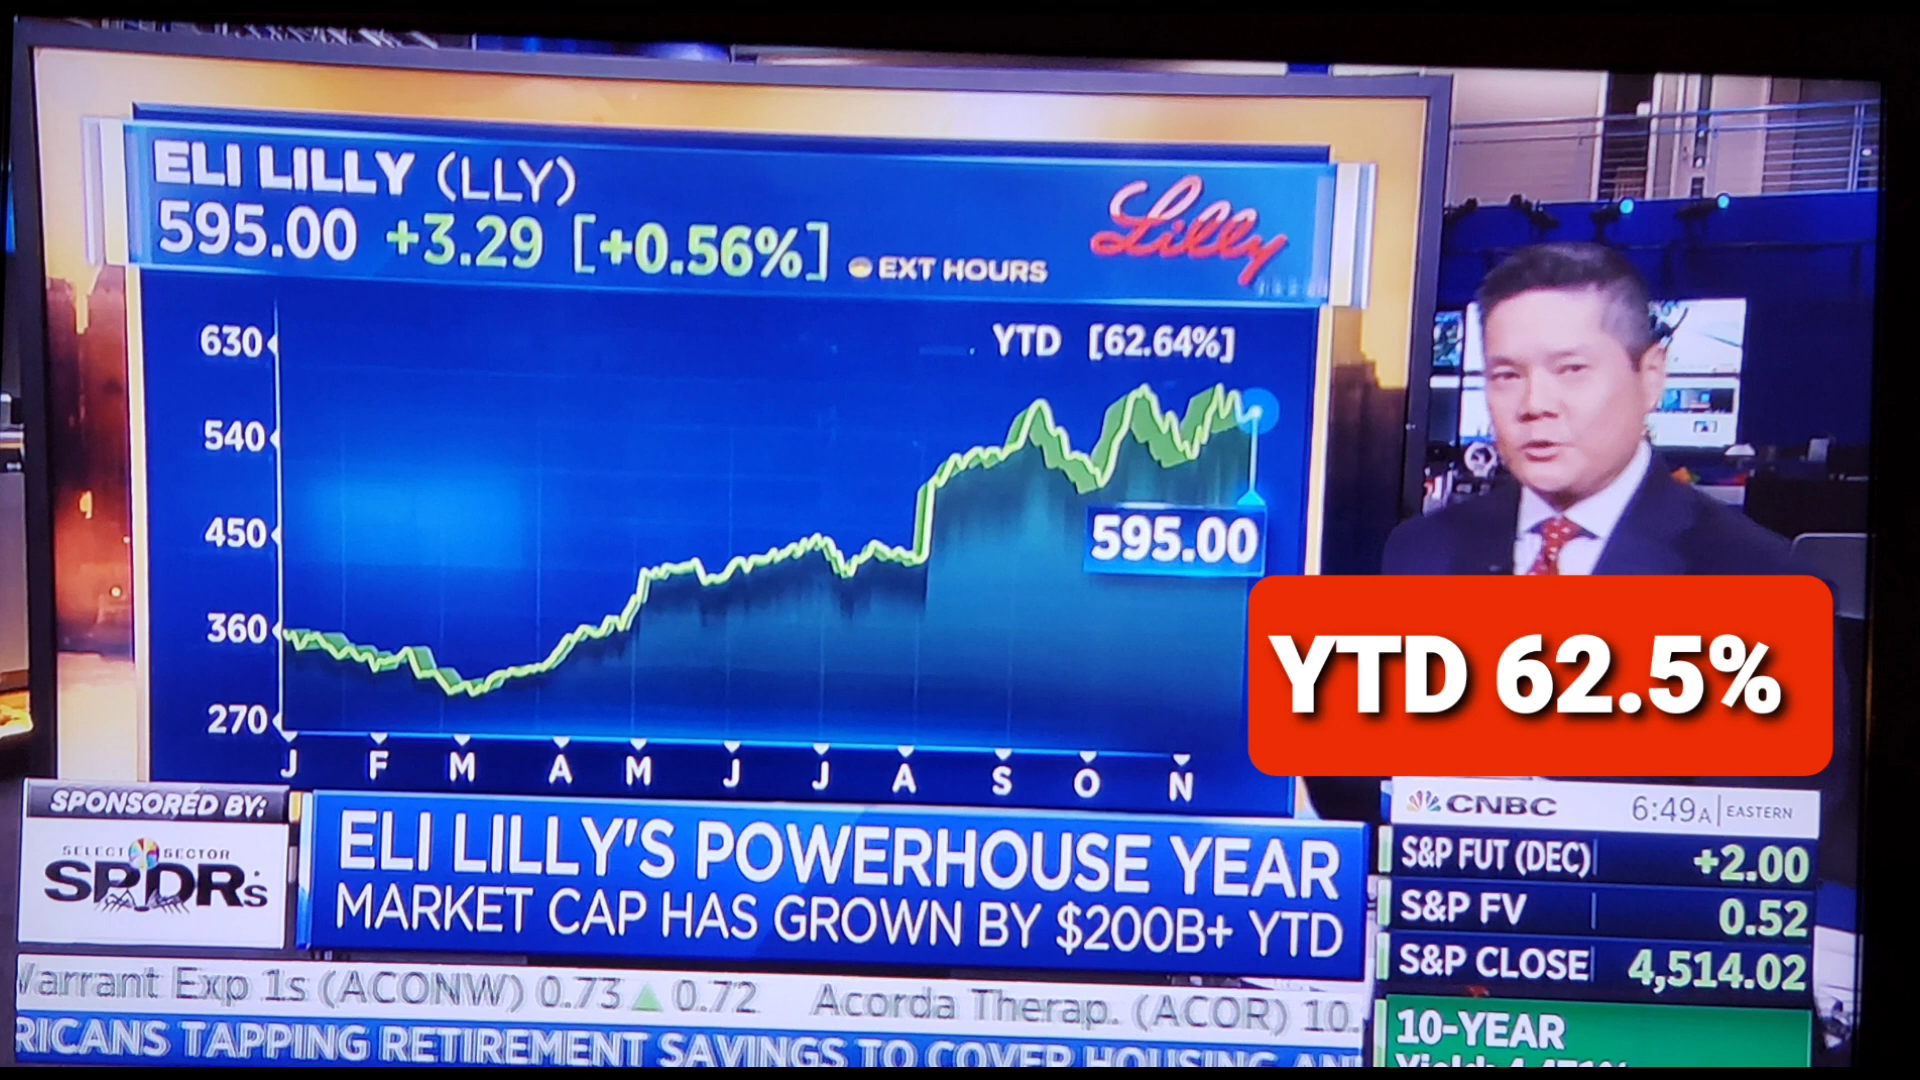 ELI LILLY (LLY)
595.00 +3.29 [+0.56%] EXT HOURS
Lilly
YTD [62.64%]
630
540
450
360
270
595.00
J F M A M J J A S O N
YTD 62.5%
SPONSORED BY:
SELECT SECTOR
SPDRs
ELI LILLY'S POWERHOUSE YEAR
MARKET CAP HAS GROWN BY $200B+ YTD
CNBC 6:49A EASTERN
S&P FUT (DEC) +2.00
S&P FV 0.52
S&P CLOSE 4,514.02
10-YEAR
Warrant Exp 1s (ACONW) 0.73 ▲ 0.72 Acorda Therap. (ACOR) 10.
RICANS TAPPING RETIREMENT SAVINGS TO COVER HOUSING